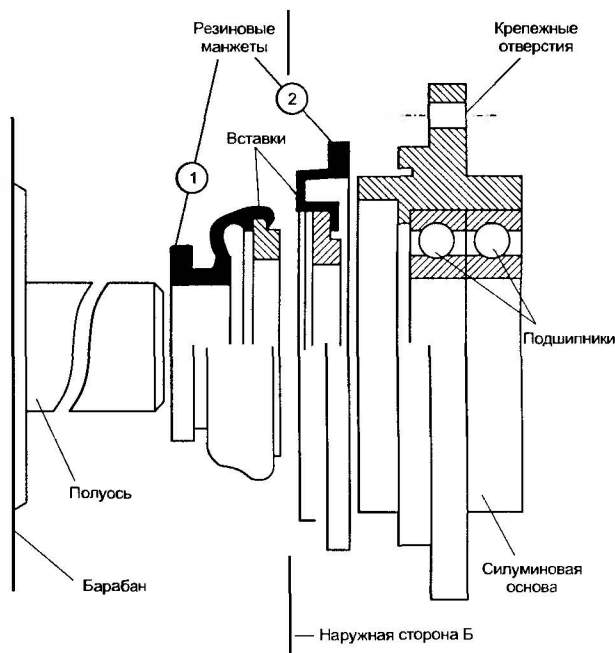 Резиновые
манжеты
Крепежные
отверстия
2
Вставки
1
Подшипники
Полуось
Силуминовая
основа
Барабан
Наружная сторона Б